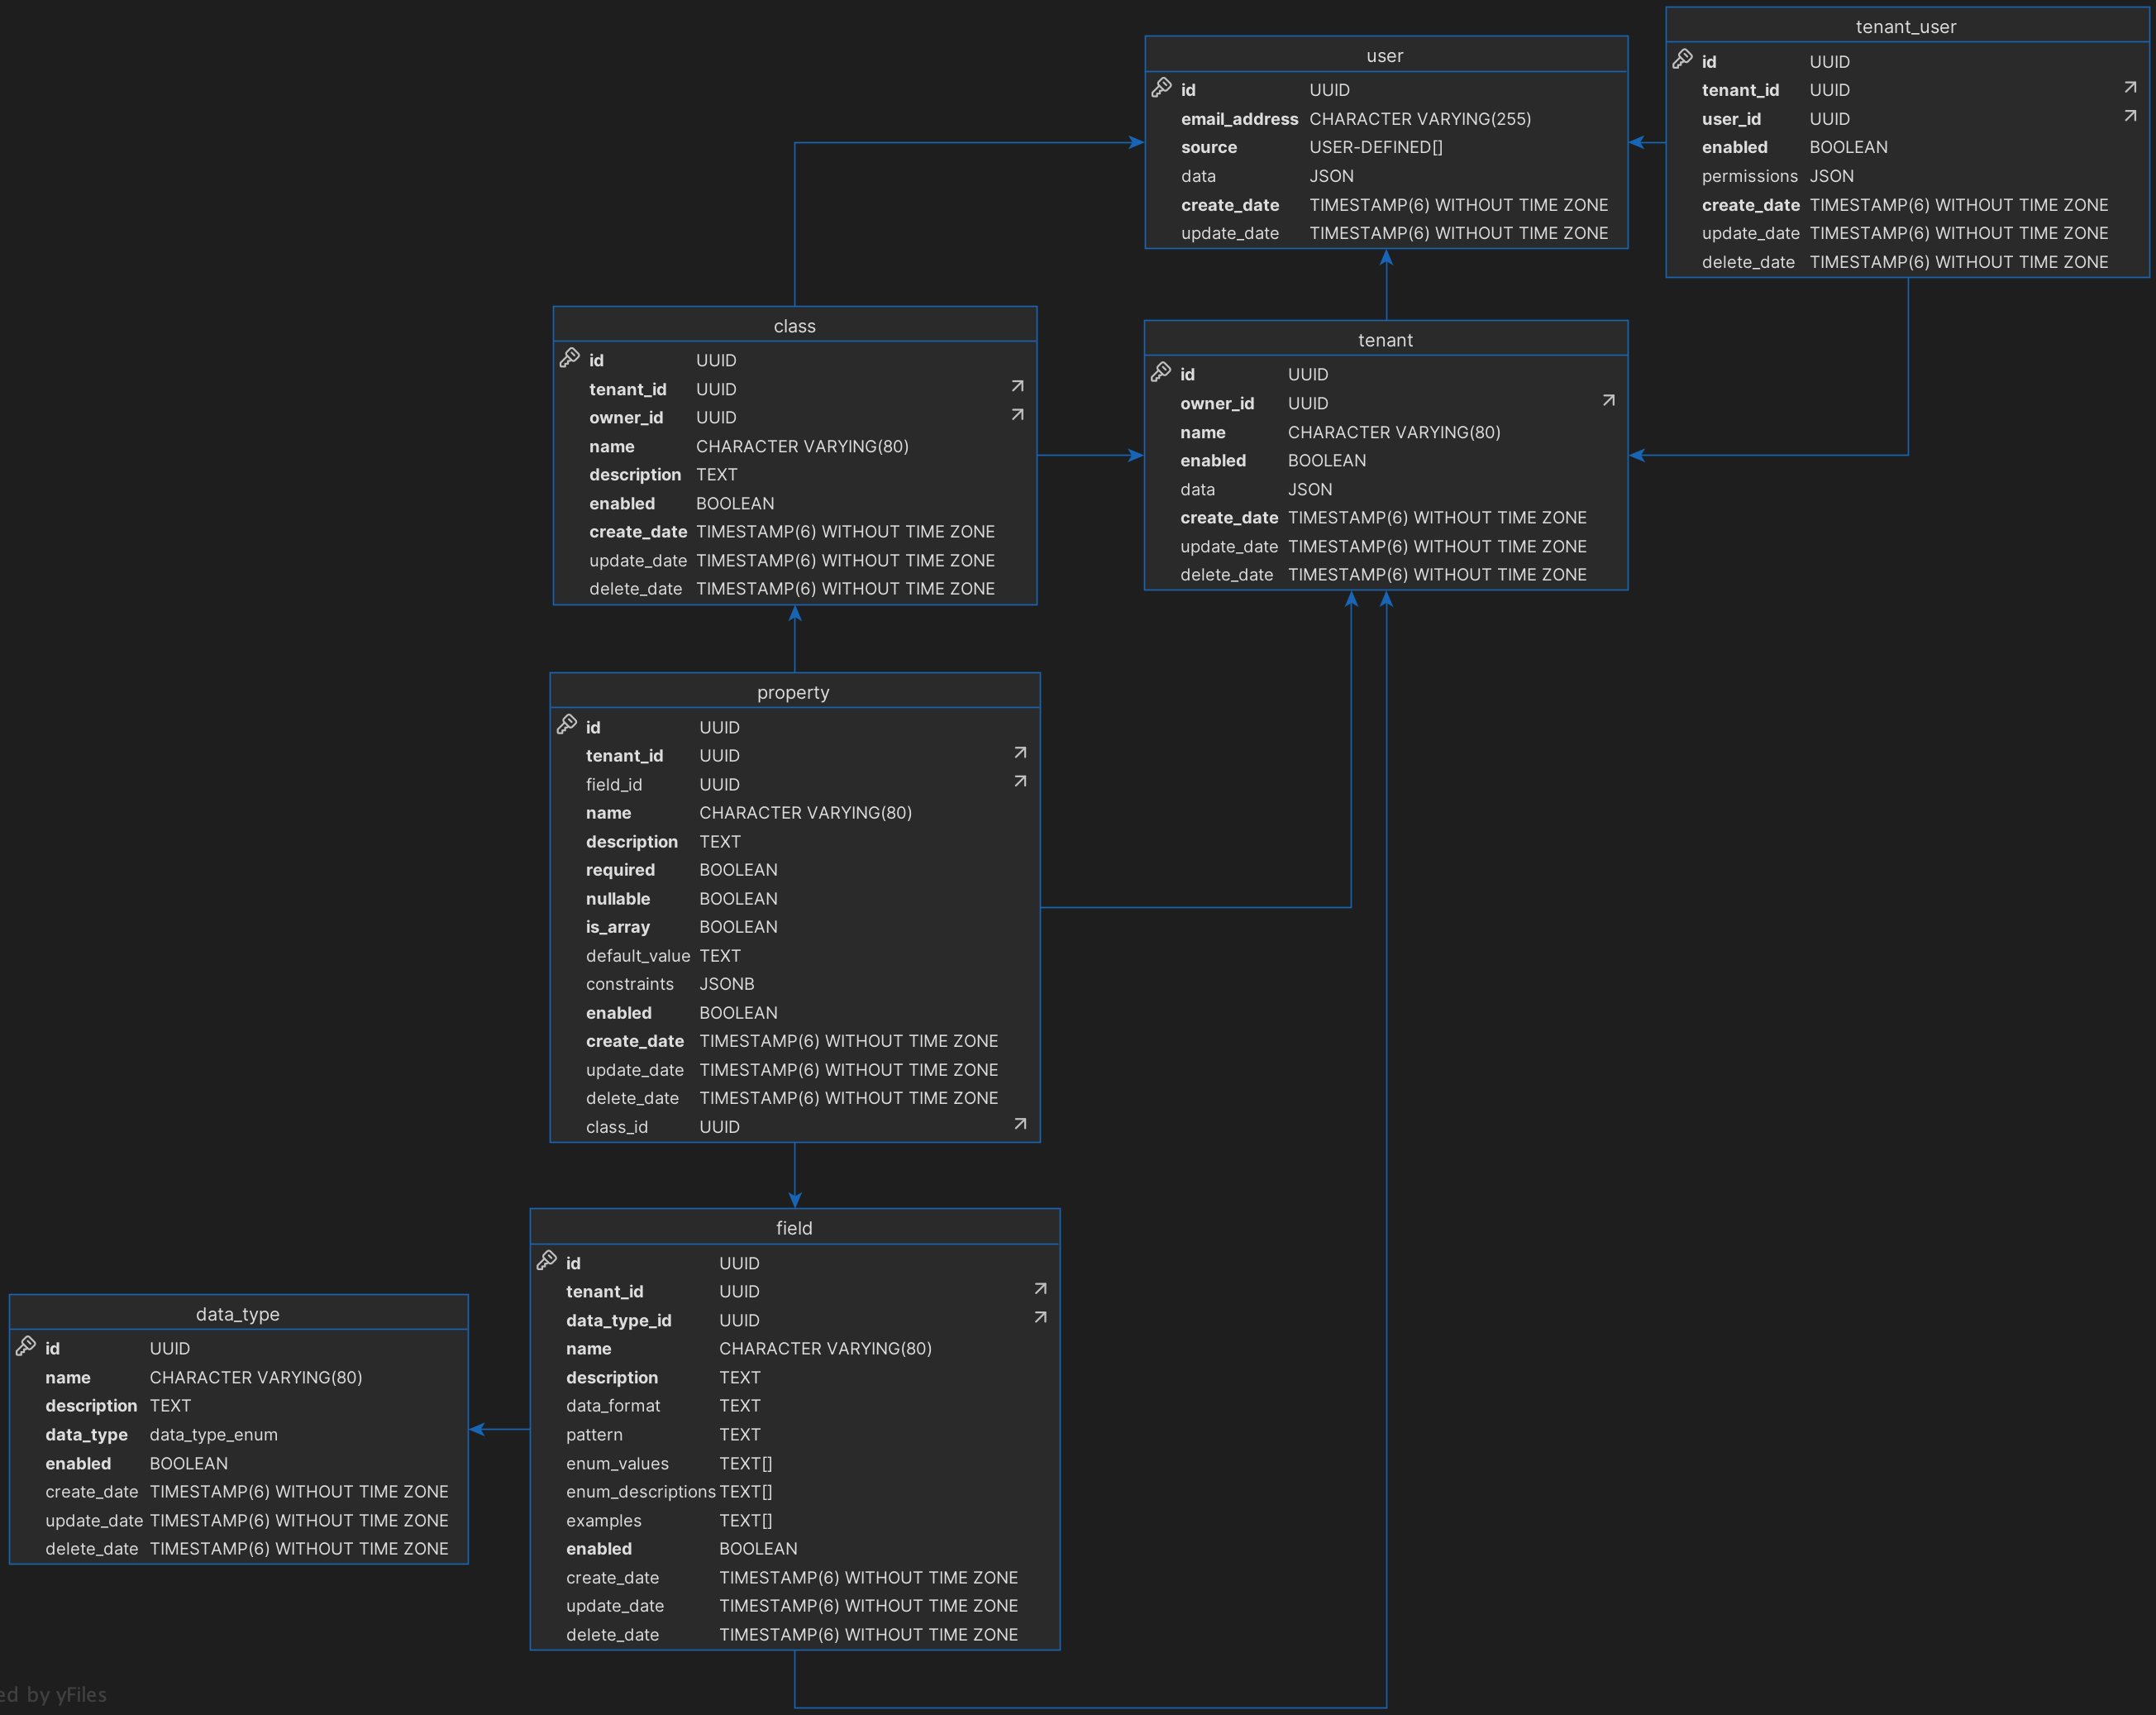 tenant_user
id UUID
tenant_id UUID
user_id UUID
enabled BOOLEAN
permissions JSON
create_date TIMESTAMP(6) WITHOUT TIME ZONE
update_date TIMESTAMP(6) WITHOUT TIME ZONE
delete_date TIMESTAMP(6) WITHOUT TIME ZONE
user
id UUID
email_address CHARACTER VARYING(255)
source USER-DEFINED[]
data JSON
create_date TIMESTAMP(6) WITHOUT TIME ZONE
update_date TIMESTAMP(6) WITHOUT TIME ZONE
class
id UUID
tenant_id UUID
owner_id UUID
name CHARACTER VARYING(80)
description TEXT
enabled BOOLEAN
create_date TIMESTAMP(6) WITHOUT TIME ZONE
update_date TIMESTAMP(6) WITHOUT TIME ZONE
delete_date TIMESTAMP(6) WITHOUT TIME ZONE
tenant
id UUID
owner_id UUID
name CHARACTER VARYING(80)
enabled BOOLEAN
data JSON
create_date TIMESTAMP(6) WITHOUT TIME ZONE
update_date TIMESTAMP(6) WITHOUT TIME ZONE
delete_date TIMESTAMP(6) WITHOUT TIME ZONE
property
id UUID
tenant_id UUID
field_id UUID
name CHARACTER VARYING(80)
description TEXT
required BOOLEAN
nullable BOOLEAN
is_array BOOLEAN
default_value TEXT
constraints JSONB
enabled BOOLEAN
create_date TIMESTAMP(6) WITHOUT TIME ZONE
update_date TIMESTAMP(6) WITHOUT TIME ZONE
delete_date TIMESTAMP(6) WITHOUT TIME ZONE
class_id UUID
field
id UUID
tenant_id UUID
data_type_id UUID
name CHARACTER VARYING(80)
description TEXT
data_format TEXT
pattern TEXT
enum_values TEXT[]
enum_descriptions TEXT[]
examples TEXT[]
enabled BOOLEAN
create_date TIMESTAMP(6) WITHOUT TIME ZONE
update_date TIMESTAMP(6) WITHOUT TIME ZONE
delete_date TIMESTAMP(6) WITHOUT TIME ZONE
data_type
id UUID
name CHARACTER VARYING(80)
description TEXT
data_type data_type_enum
enabled BOOLEAN
create_date TIMESTAMP(6) WITHOUT TIME ZONE
update_date TIMESTAMP(6) WITHOUT TIME ZONE
delete_date TIMESTAMP(6) WITHOUT TIME ZONE
ed by yFiles